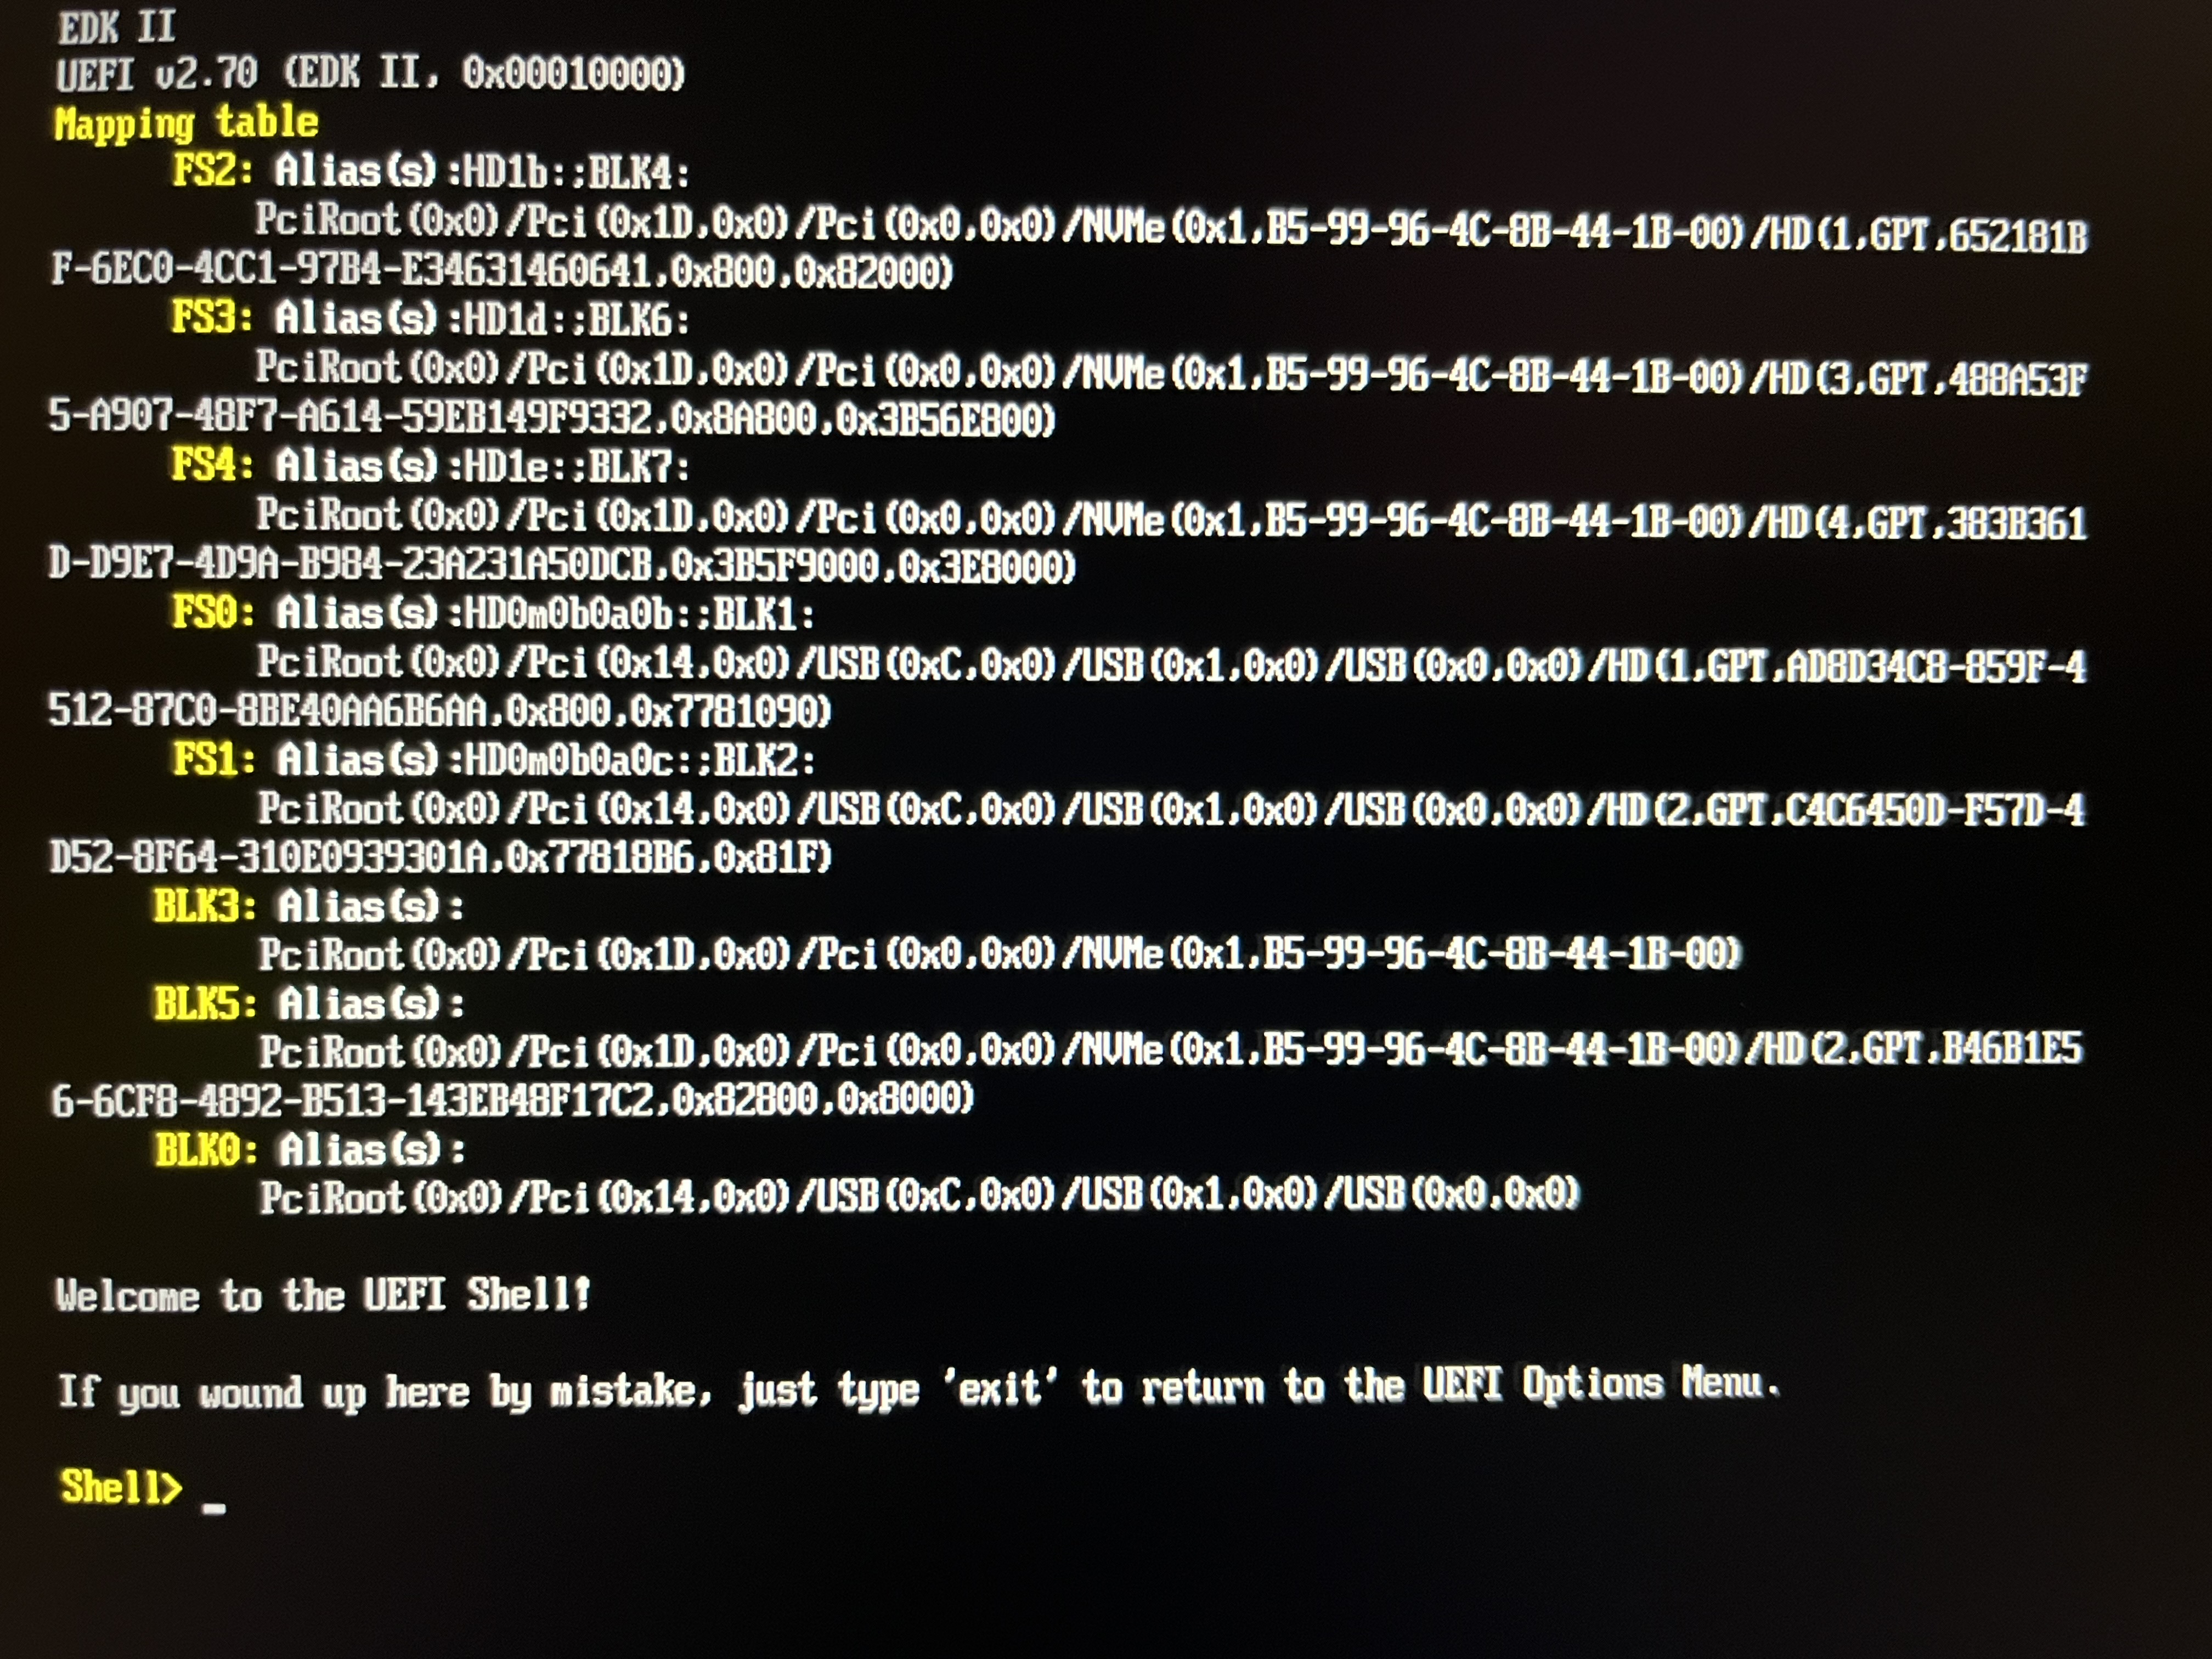 EDK II
UEFI v2.70 (EDK II, 0x00010000)
Mapping table
FS2: Alias(s):HD1b:;BLK4:
PciRoot(0x0)/Pci(0x1D,0x0)/Pci(0x0,0x0)/NVMe(0x1,B5-99-96-4C-8B-44-1B-00)/HD(1,GPT,652181B
F-6EC0-4CC1-97B4-E34631460641,0x800,0x82000)
FS3: Alias(s):HD1d:;BLK6:
PciRoot(0x0)/Pci(0x1D,0x0)/Pci(0x0,0x0)/NVMe(0x1,B5-99-96-4C-8B-44-1B-00)/HD(3,GPT,488A53F
5-A907-48F7-A614-59EB149F9332,0x8A800,0x3B56E800)
FS4: Alias(s):HD1e:;BLK7:
PciRoot(0x0)/Pci(0x1D,0x0)/Pci(0x0,0x0)/NVMe(0x1,B5-99-96-4C-8B-44-1B-00)/HD(4,GPT,383B361
D-D9E7-4D9A-B984-23A231A50DCB,0x3B5F9000,0x3E8000)
FS0: Alias(s):HD0m0b0a0b:;BLK1:
PciRoot(0x0)/Pci(0x14,0x0)/USB(0xC,0x0)/USB(0x1,0x0)/USB(0x0,0x0)/HD(1,GPT,AD8D34C8-859F-4
512-87C0-8BE40AA6B6AA,0x800,0x7781090)
FS1: Alias(s):HD0m0b0a0c:;BLK2:
PciRoot(0x0)/Pci(0x14,0x0)/USB(0xC,0x0)/USB(0x1,0x0)/USB(0x0,0x0)/HD(2,GPT,C4C6450D-F57D-4
D52-8F64-310E0939301A,0x77818B6,0x81F)
BLK3: Alias(s):
PciRoot(0x0)/Pci(0x1D,0x0)/Pci(0x0,0x0)/NVMe(0x1,B5-99-96-4C-8B-44-1B-00)
BLK5: Alias(s):
PciRoot(0x0)/Pci(0x1D,0x0)/Pci(0x0,0x0)/NVMe(0x1,B5-99-96-4C-8B-44-1B-00)/HD(2,GPT,B46B1E5
6-6CF8-4892-B513-143EB48F17C2,0x82800,0x8000)
BLK0: Alias(s):
PciRoot(0x0)/Pci(0x14,0x0)/USB(0xC,0x0)/USB(0x1,0x0)/USB(0x0,0x0)
Welcome to the UEFI Shell!
If you wound up here by mistake, just type 'exit' to return to the UEFI Options Menu.
Shell> _